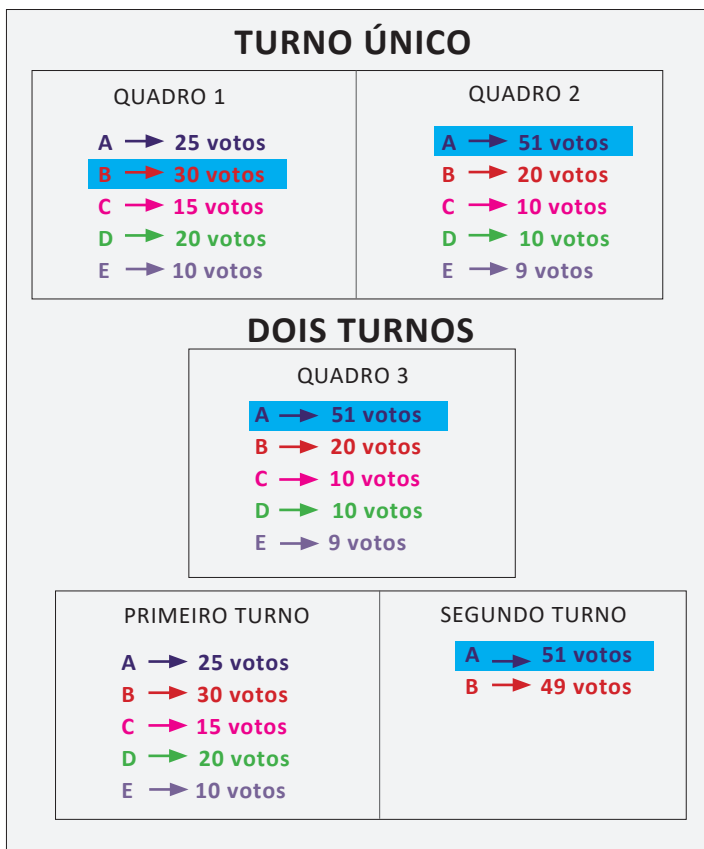 TURNO ÚNICO
QUADRO 1
A → 25 votos
B → 30 votos
C → 15 votos
D → 20 votos
E → 10 votos
QUADRO 2
A → 51 votos
B → 20 votos
C → 10 votos
D → 10 votos
E → 9 votos
DOIS TURNOS
QUADRO 3
A → 51 votos
B → 20 votos
C → 10 votos
D → 10 votos
E → 9 votos
PRIMEIRO TURNO
A → 25 votos
B → 30 votos
C → 15 votos
D → 20 votos
E → 10 votos
SEGUNDO TURNO
A → 51 votos
B → 49 votos